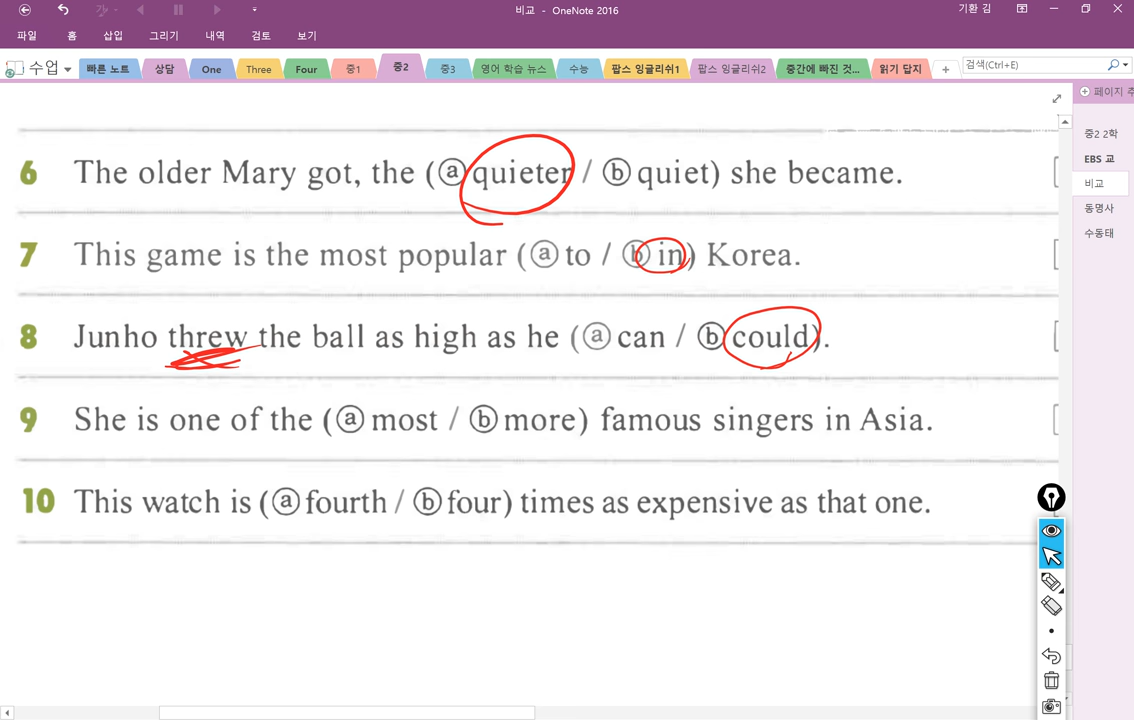 비교 - OneNote 2016
기환 김
파일 홈 삽입 그리기 내역 검토 보기
수업 빠른 노트 상담 One Three Four 중1 중2 중3 영어 학습 뉴스 수능 팝스 잉글리쉬1 팝스 잉글리쉬2 중간에 빠진 것... 읽기 답지 + 검색(Ctrl+E)
페이지 추
중2 2학
EBS 교
비교
동명사
수동태
6 The older Mary got, the (ⓐ quieter / ⓑ quiet) she became.
7 This game is the most popular (ⓐ to / ⓑ in) Korea.
8 Junho threw the ball as high as he (ⓐ can / ⓑ could).
9 She is one of the (ⓐ most / ⓑ more) famous singers in Asia.
10 This watch is (ⓐ fourth / ⓑ four) times as expensive as that one.